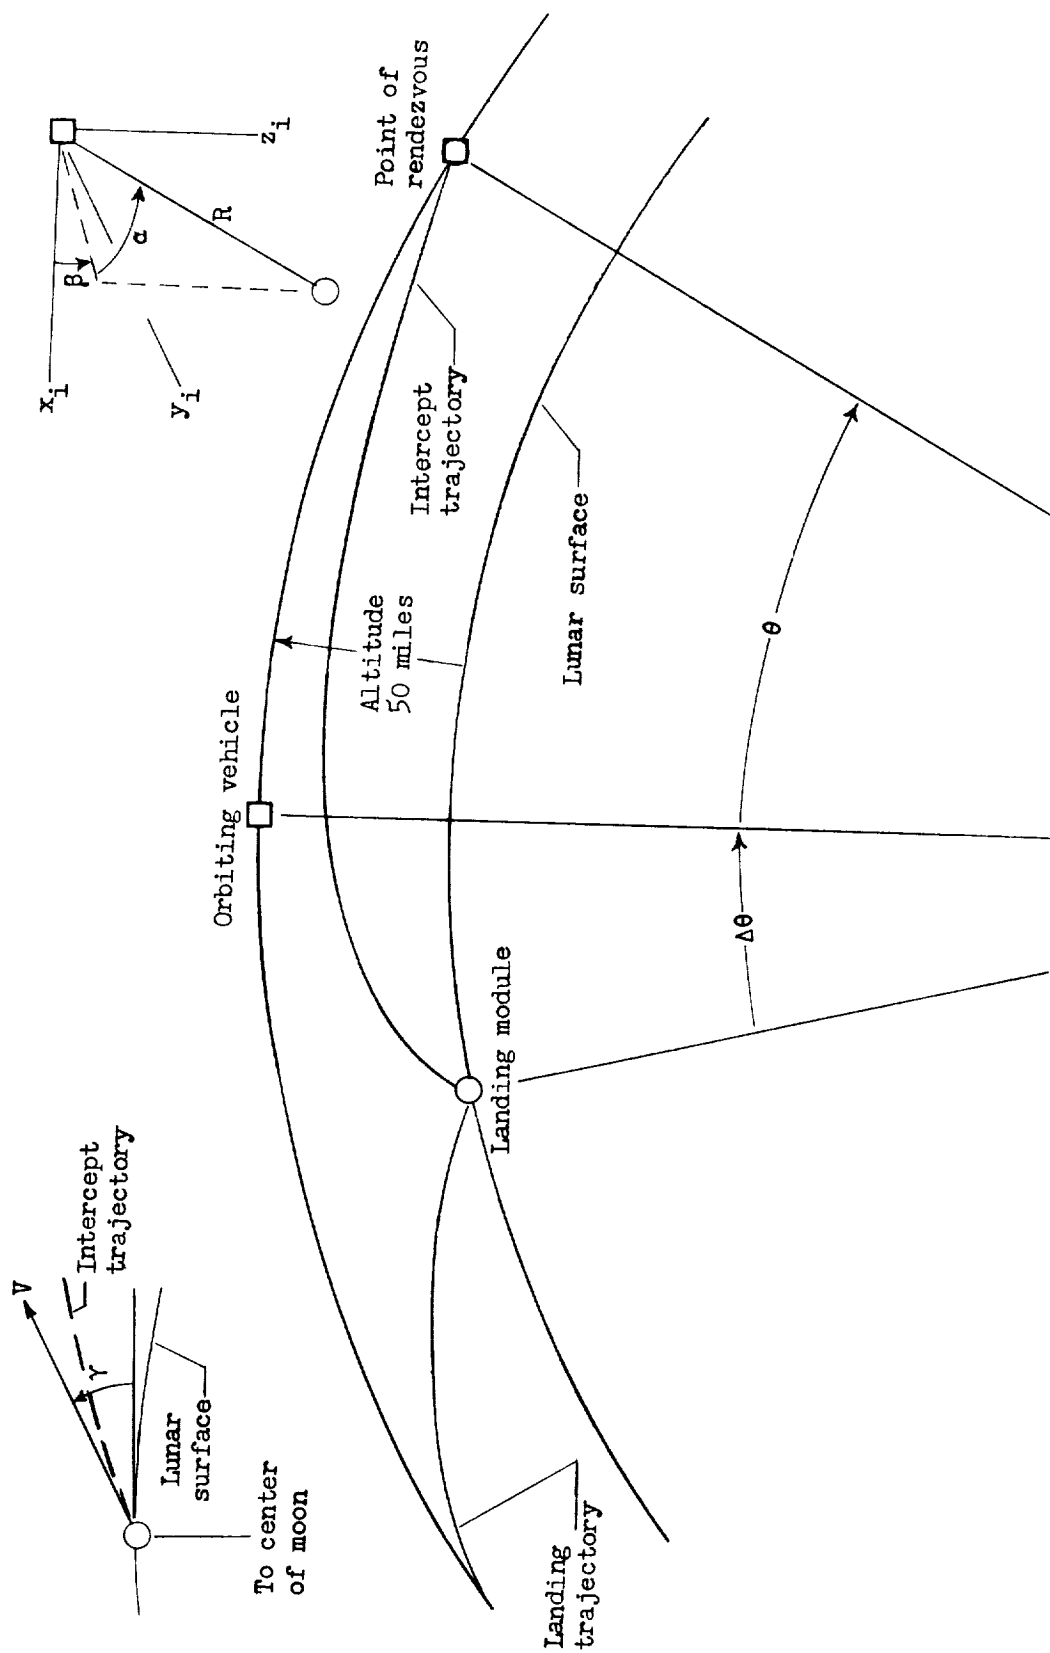 V
Intercept
trajectory
γ
Lunar
surface
To center
of moon
x_i
y_i
z_i
β
α
R
Orbiting vehicle
Point of
rendezvous
Altitude
50 miles
Intercept
trajectory
Landing module
Lunar surface
Landing
trajectory
Δθ
θ